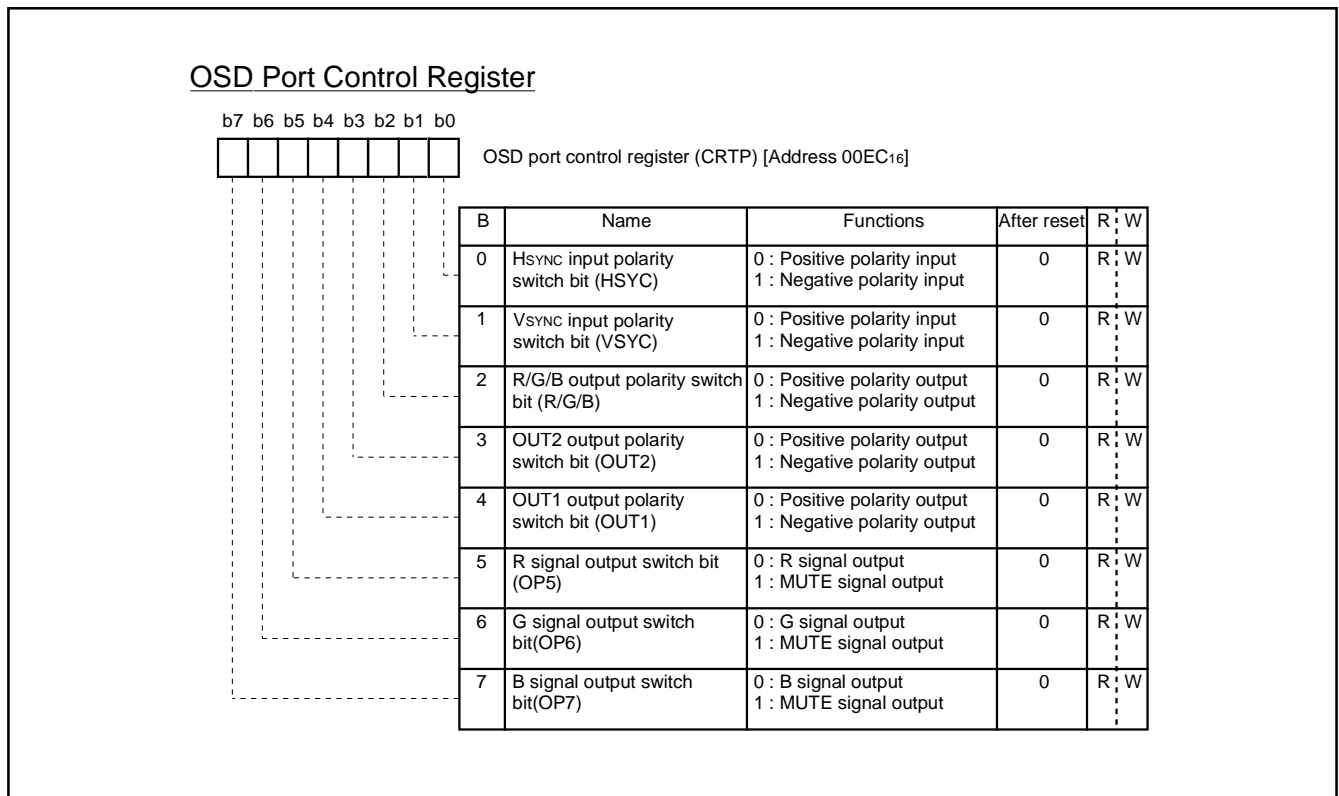 OSD Port Control Register
b7 b6 b5 b4 b3 b2 b1 b0
OSD port control register (CRTP) [Address 00EC16]
B Name Functions After reset R W
0 HSYNC input polarity switch bit (HSYC) 0 : Positive polarity input 1 : Negative polarity input 0 R W
1 VSYNC input polarity switch bit (VSYC) 0 : Positive polarity input 1 : Negative polarity input 0 R W
2 R/G/B output polarity switch bit (R/G/B) 0 : Positive polarity output 1 : Negative polarity output 0 R W
3 OUT2 output polarity switch bit (OUT2) 0 : Positive polarity output 1 : Negative polarity output 0 R W
4 OUT1 output polarity switch bit (OUT1) 0 : Positive polarity output 1 : Negative polarity output 0 R W
5 R signal output switch bit (OP5) 0 : R signal output 1 : MUTE signal output 0 R W
6 G signal output switch bit(OP6) 0 : G signal output 1 : MUTE signal output 0 R W
7 B signal output switch bit(OP7) 0 : B signal output 1 : MUTE signal output 0 R W